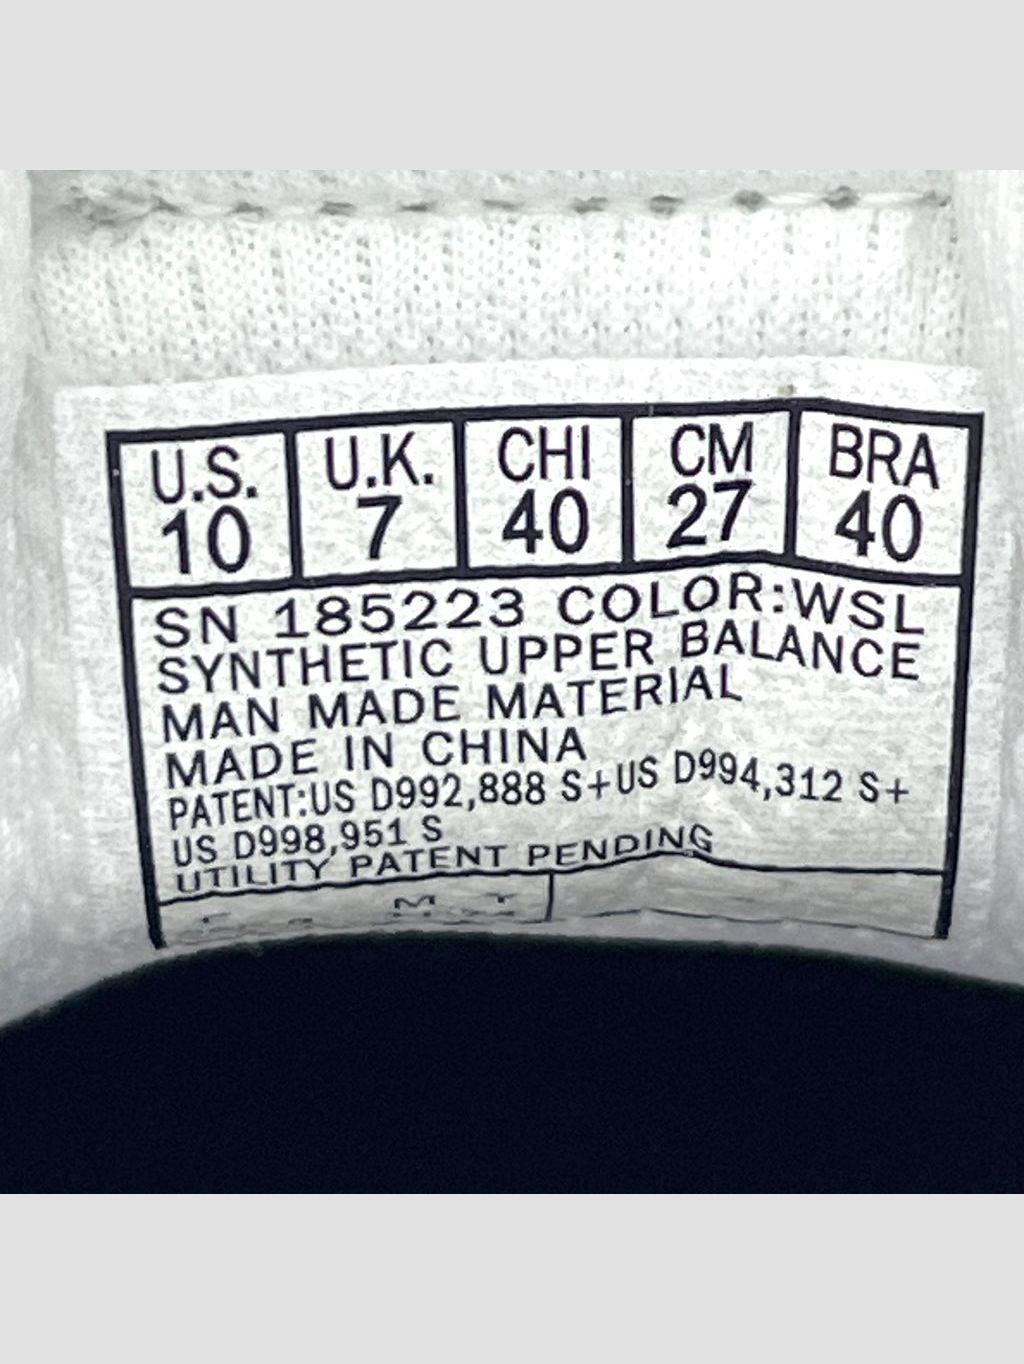 U.S. U.K. CHI CM BRA
10 7 40 27 40
SN 185223 COLOR:WSL
SYNTHETIC UPPER BALANCE
MAN MADE MATERIAL
MADE IN CHINA
PATENT:US D992,888 S+US D994,312 S+
US D998,951 S
UTILITY PATENT PENDING